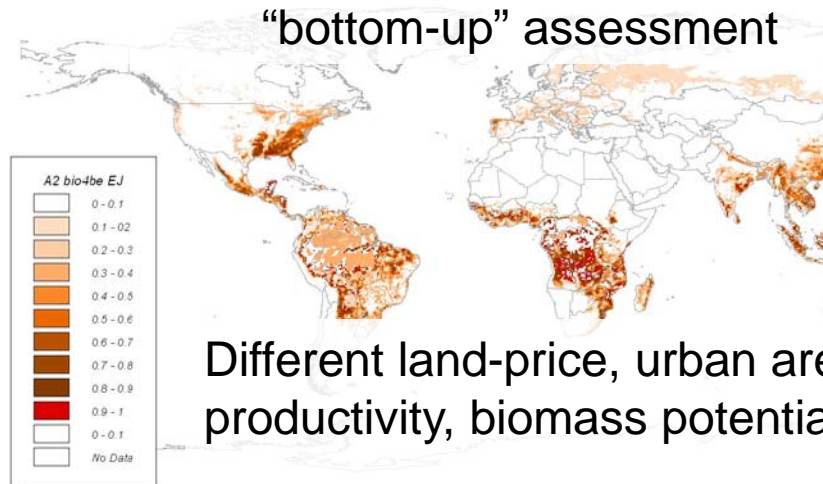 “bottom-up” assessment
A2 bio4be EJ
0 - 0.1
0.1 - 02
0.2 - 0.3
0.3 - 0.4
0.4 - 0.5
0.5 - 0.6
0.6 - 0.7
0.7 - 0.8
0.8 - 0.9
0.9 - 1
0 - 0.1
No Data
Different land-price, urban are
productivity, biomass potentia